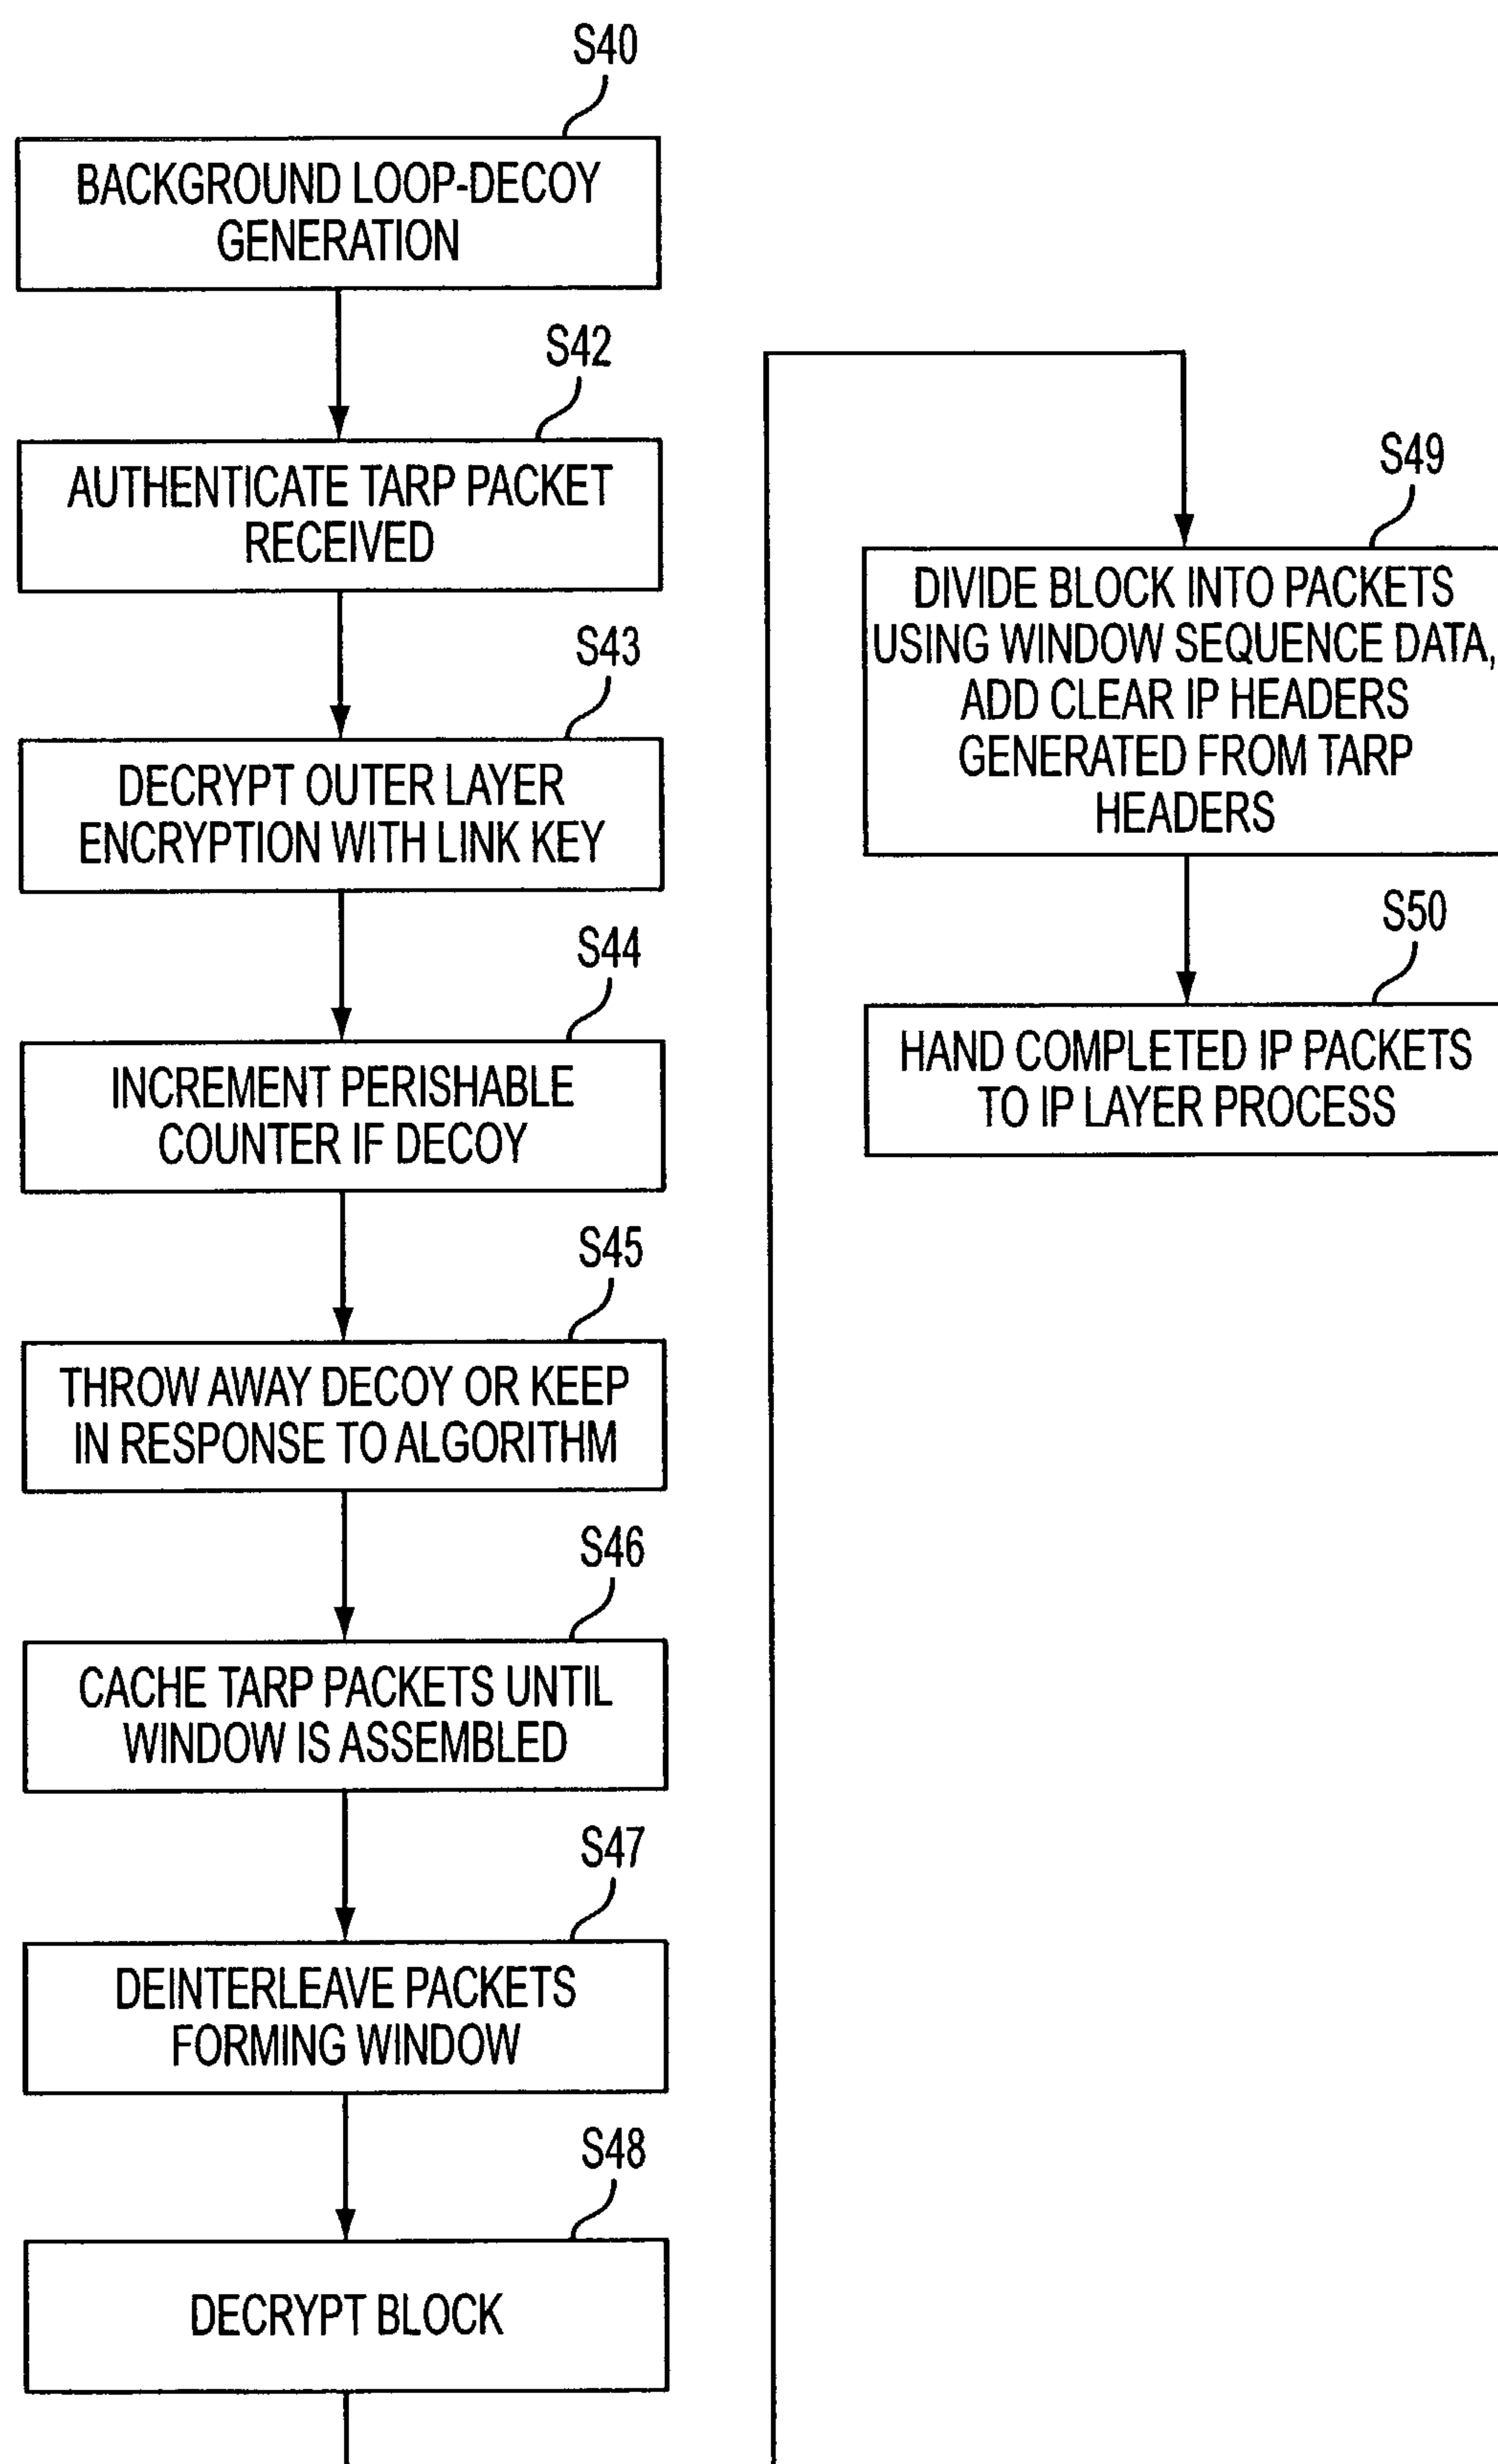 S40
BACKGROUND LOOP-DECOY
GENERATION
S42
AUTHENTICATE TARP PACKET
RECEIVED
S43
DECRYPT OUTER LAYER
ENCRYPTION WITH LINK KEY
S44
INCREMENT PERISHABLE
COUNTER IF DECOY
S45
THROW AWAY DECOY OR KEEP
IN RESPONSE TO ALGORITHM
S46
CACHE TARP PACKETS UNTIL
WINDOW IS ASSEMBLED
S47
DEINTERLEAVE PACKETS
FORMING WINDOW
S48
DECRYPT BLOCK
S49
DIVIDE BLOCK INTO PACKETS
USING WINDOW SEQUENCE DATA,
ADD CLEAR IP HEADERS
GENERATED FROM TARP
HEADERS
S50
HAND COMPLETED IP PACKETS
TO IP LAYER PROCESS